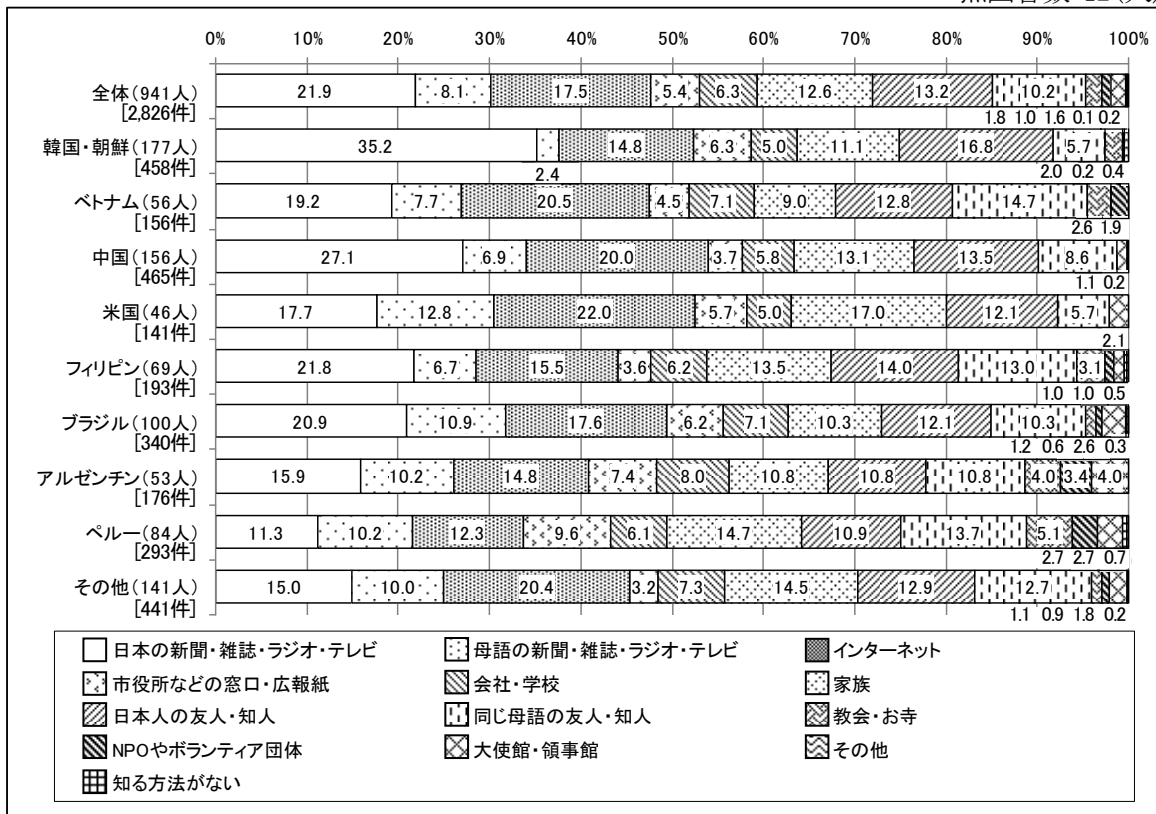 0% 10% 20% 30% 40% 50% 60% 70% 80% 90% 100%
全体(941人) 21.9 8.1 17.5 5.4 6.3 12.6 13.2 10.2
[2,826件] 1.8 1.0 1.6 0.1 0.2
韓国・朝鮮(177人) 35.2 14.8 6.3 5.0 11.1 16.8 5.7
[458件] 2.4 2.0 0.2 0.4
ベトナム(56人) 19.2 7.7 20.5 4.5 7.1 9.0 12.8 14.7
[156件] 2.6 1.9
中国(156人) 27.1 6.9 20.0 3.7 5.8 13.1 13.5 8.6
[465件] 1.1 0.2
米国(46人) 17.7 12.8 22.0 5.7 5.0 17.0 12.1 5.7
[141件] 2.1
フィリピン(69人) 21.8 6.7 15.5 3.6 6.2 13.5 14.0 13.0 3.1
[193件] 1.0 1.0 0.5
ブラジル(100人) 20.9 10.9 17.6 6.2 7.1 10.3 12.1 10.3
[340件] 1.2 0.6 2.6 0.3
アルゼンチン(53人) 15.9 10.2 14.8 7.4 8.0 10.8 10.8 10.8 4.0 3.4 4.0
[176件]
ペルー(84人) 11.3 10.2 12.3 9.6 6.1 14.7 10.9 13.7 5.1
[293件] 2.7 2.7 0.7
その他(141人) 15.0 10.0 20.4 3.2 7.3 14.5 12.9 12.7
[441件] 1.1 0.9 1.8 0.2
日本の新聞・雑誌・ラジオ・テレビ 母語の新聞・雑誌・ラジオ・テレビ インターネット
市役所などの窓口・広報紙 会社・学校 家族
日本人の友人・知人 同じ母語の友人・知人 教会・お寺
NPOやボランティア団体 大使館・領事館 その他
知る方法がない